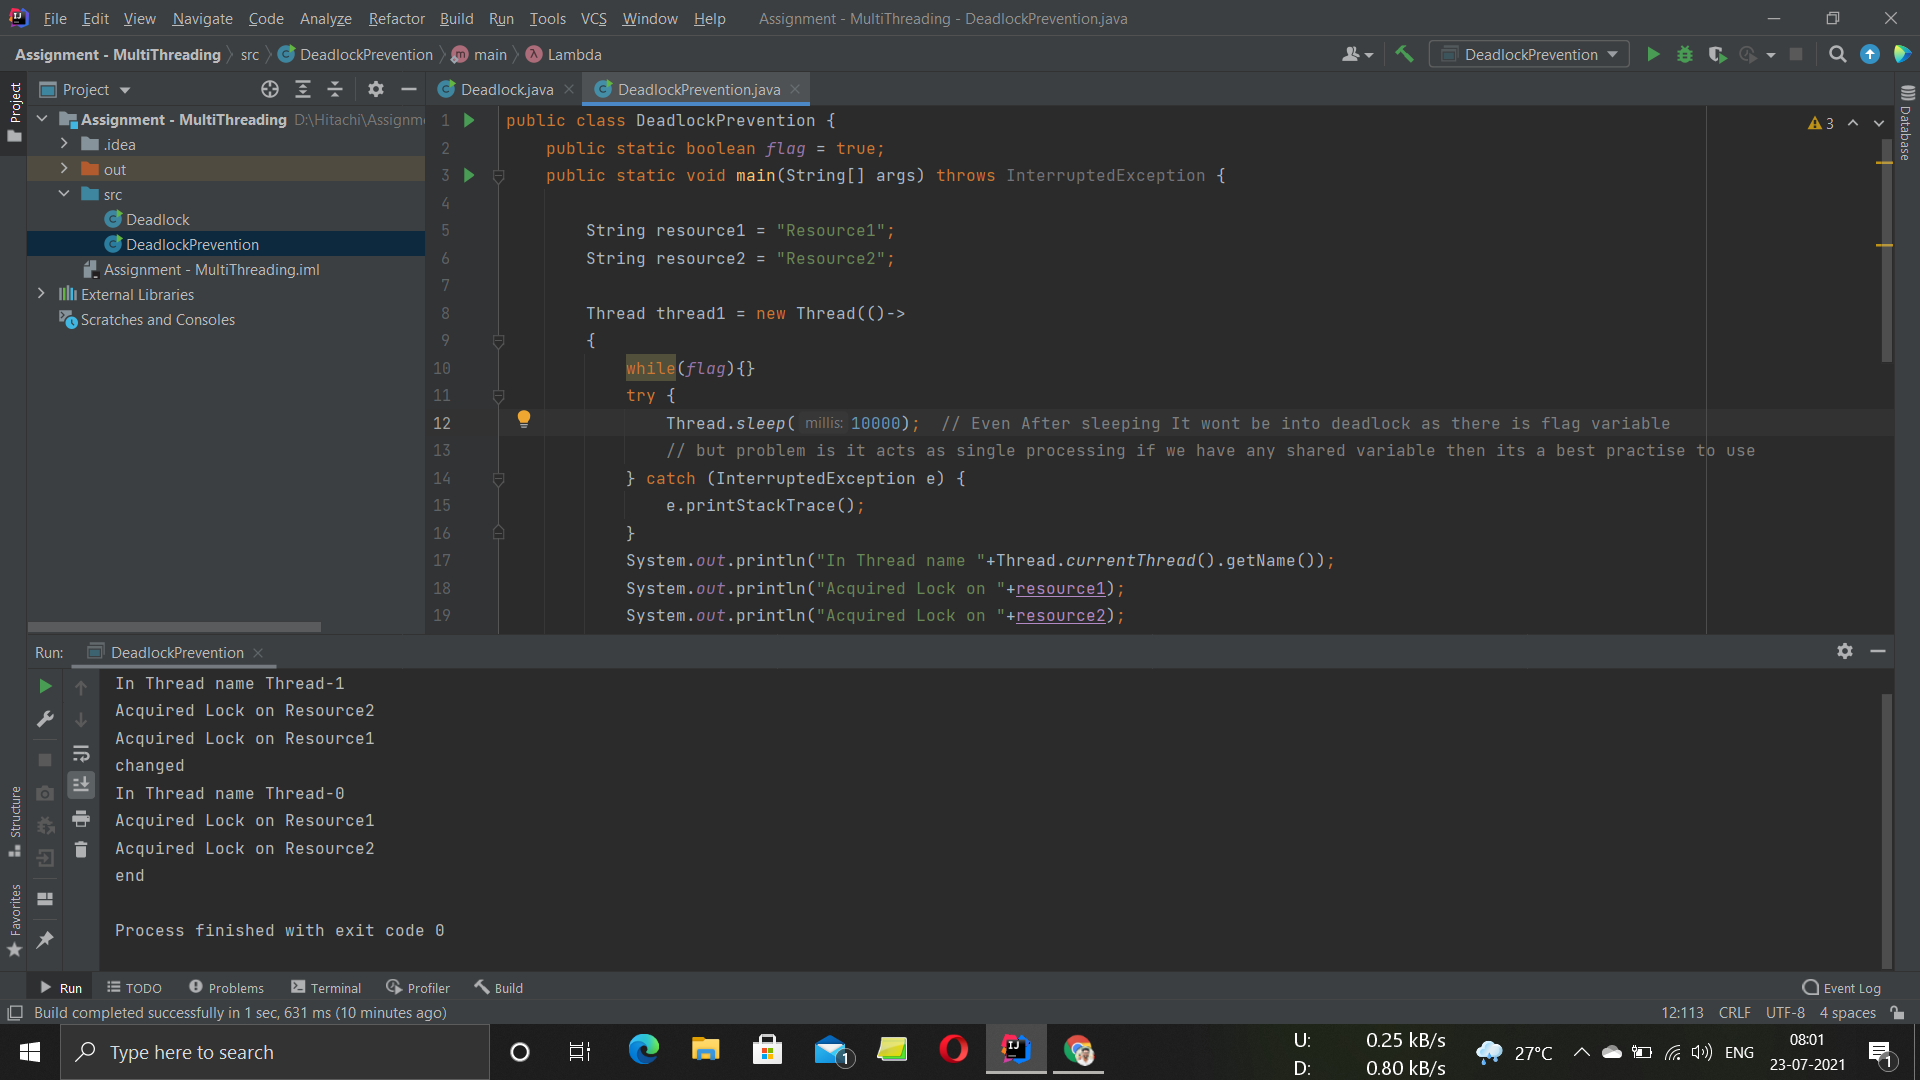 File Edit View Navigate Code Analyze Refactor Build Run Tools VCS Window Help Assignment - MultiThreading - DeadlockPrevention.java
Assignment - MultiThreading src DeadlockPrevention main Lambda DeadlockPrevention
Project
Deadlock.java DeadlockPrevention.java
Project
Database
Structure
Favorites
Assignment - MultiThreading D:\Hitachi\Assignme
.idea
out
src
Deadlock
DeadlockPrevention
Assignment - MultiThreading.iml
External Libraries
Scratches and Consoles
3
1 public class DeadlockPrevention {
2 public static boolean flag = true;
3 public static void main(String[] args) throws InterruptedException {
4
5 String resource1 = "Resource1";
6 String resource2 = "Resource2";
7
8 Thread thread1 = new Thread(()->
9 {
10 while(flag){}
11 try {
12 Thread.sleep( millis: 10000); // Even After sleeping It wont be into deadlock as there is flag variable
13 // but problem is it acts as single processing if we have any shared variable then its a best practise to use
14 } catch (InterruptedException e) {
15 e.printStackTrace();
16 }
17 System.out.println("In Thread name "+Thread.currentThread().getName());
18 System.out.println("Acquired Lock on "+resource1);
19 System.out.println("Acquired Lock on "+resource2);
Run: DeadlockPrevention
In Thread name Thread-1
Acquired Lock on Resource2
Acquired Lock on Resource1
changed
In Thread name Thread-0
Acquired Lock on Resource1
Acquired Lock on Resource2
end
Process finished with exit code 0
Run TODO Problems Terminal Profiler Build Event Log
Build completed successfully in 1 sec, 631 ms (10 minutes ago) 12:113 CRLF UTF-8 4 spaces
Type here to search
1
U: 0.25 kB/s
D: 0.80 kB/s
27°C
ENG
08:01
23-07-2021
1